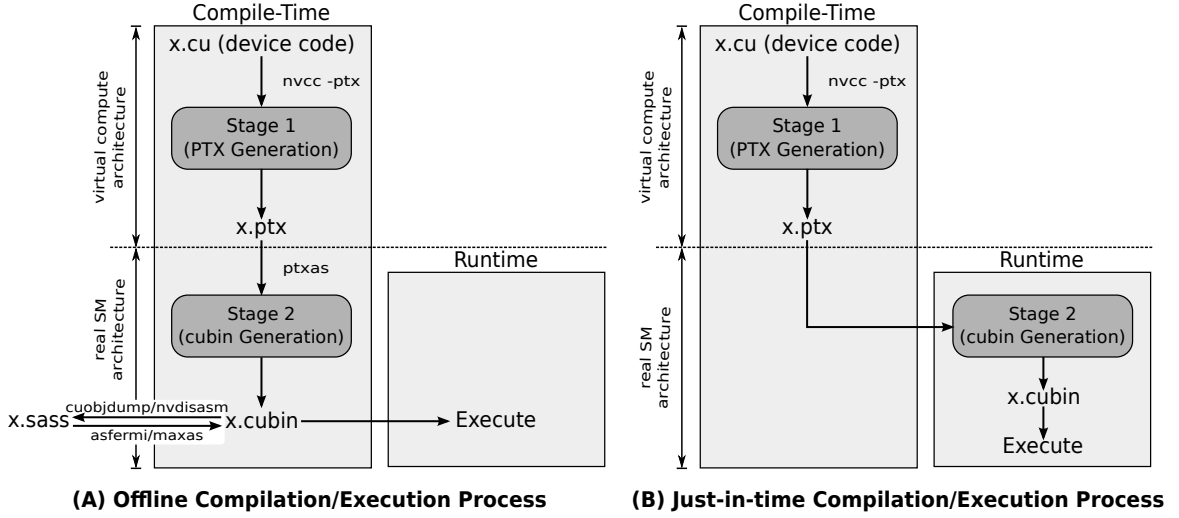 Compile-Time
x.cu (device code)
nvcc -ptx
Stage 1
(PTX Generation)
x.ptx
virtual compute
architecture
ptxas
Stage 2
(cubin Generation)
real SM
architecture
cuobjdump/nvdisasm
x.sass
x.cubin
asfermi/maxas
Runtime
Execute
(A) Offline Compilation/Execution Process
Compile-Time
x.cu (device code)
nvcc -ptx
Stage 1
(PTX Generation)
x.ptx
virtual compute
architecture
real SM
architecture
Runtime
Stage 2
(cubin Generation)
x.cubin
Execute
(B) Just-in-time Compilation/Execution Process